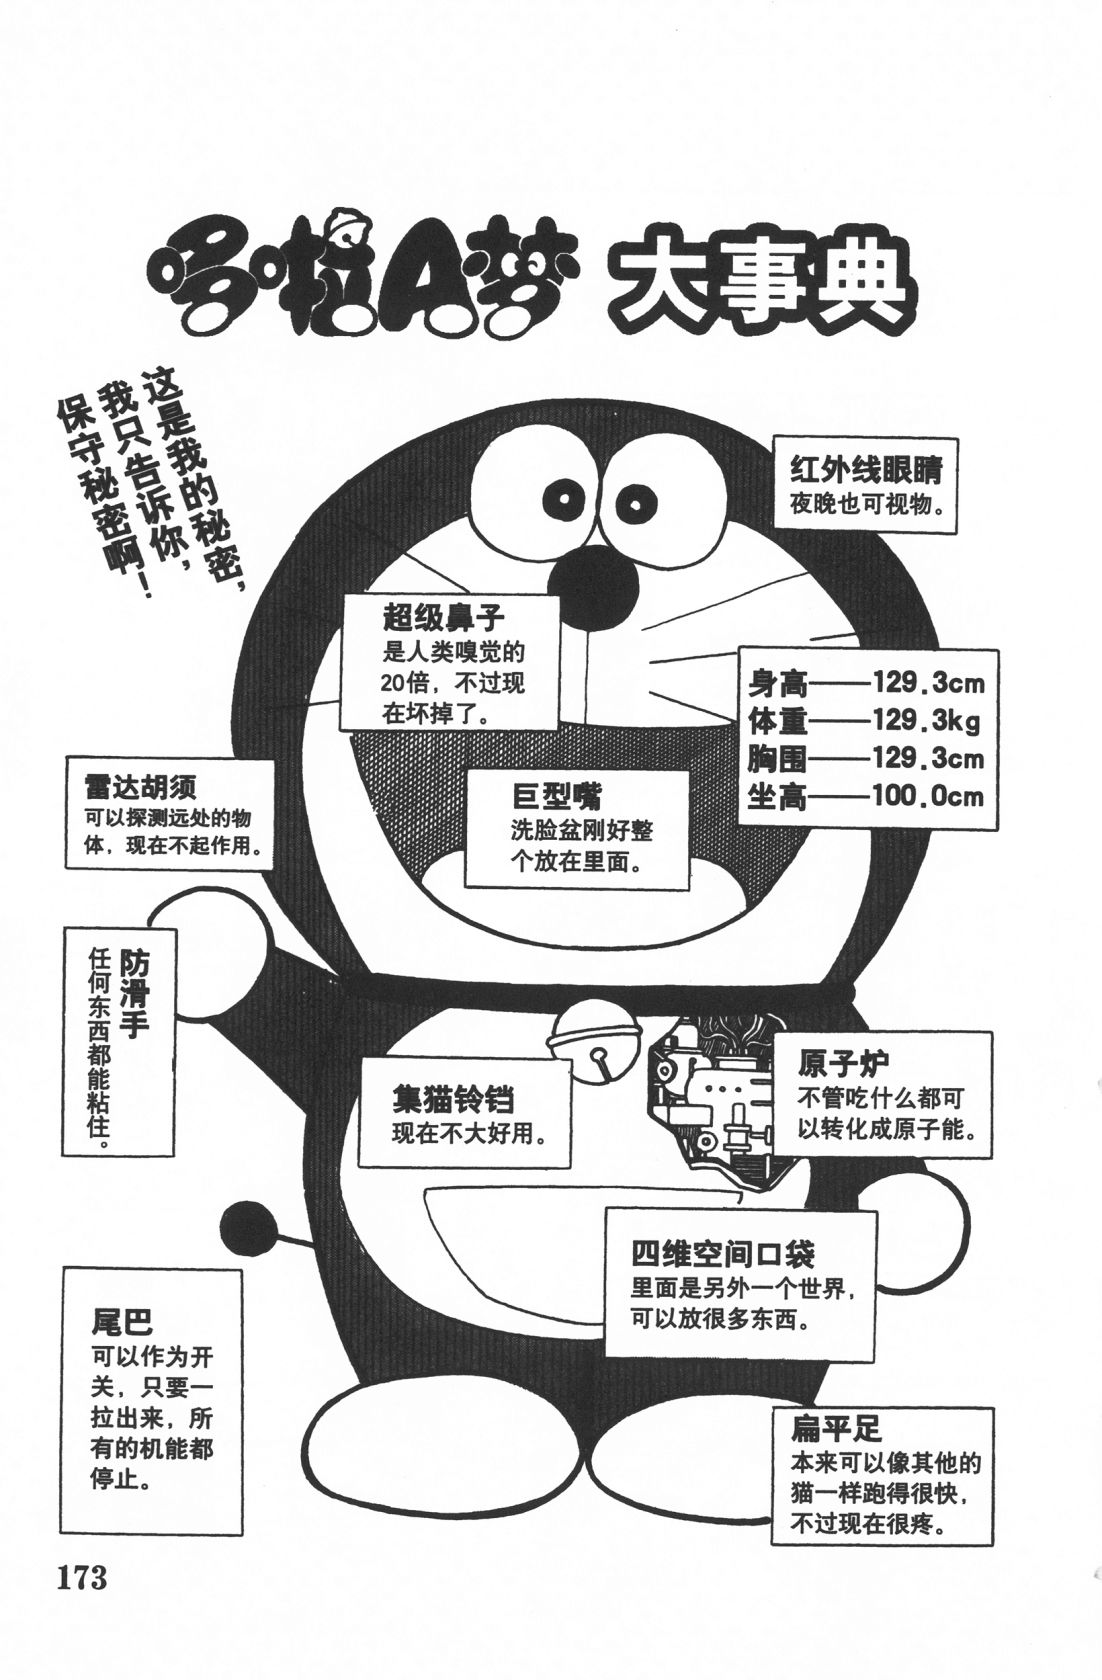 哆啦A梦 大事典
这是我的秘密，
我只告诉你，
保守秘密啊！
红外线眼睛
夜晚也可视物。
超级鼻子
是人类嗅觉的
20倍，不过现
在坏掉了。
身高——129.3cm
体重——129.3kg
胸围——129.3cm
坐高——100.0cm
雷达胡须
可以探测远处的物
体，现在不起作用。
巨型嘴
洗脸盆刚好整
个放在里面。
防滑手
任何东西都能粘住。
集猫铃铛
现在不大好用。
原子炉
不管吃什么都可
以转化成原子能。
四维空间口袋
里面是另外一个世界，
可以放很多东西。
尾巴
可以作为开
关，只要一
拉出来，所
有的机能都
停止。
扁平足
本来可以像其他的
猫一样跑得很快，
不过现在很疼。
173